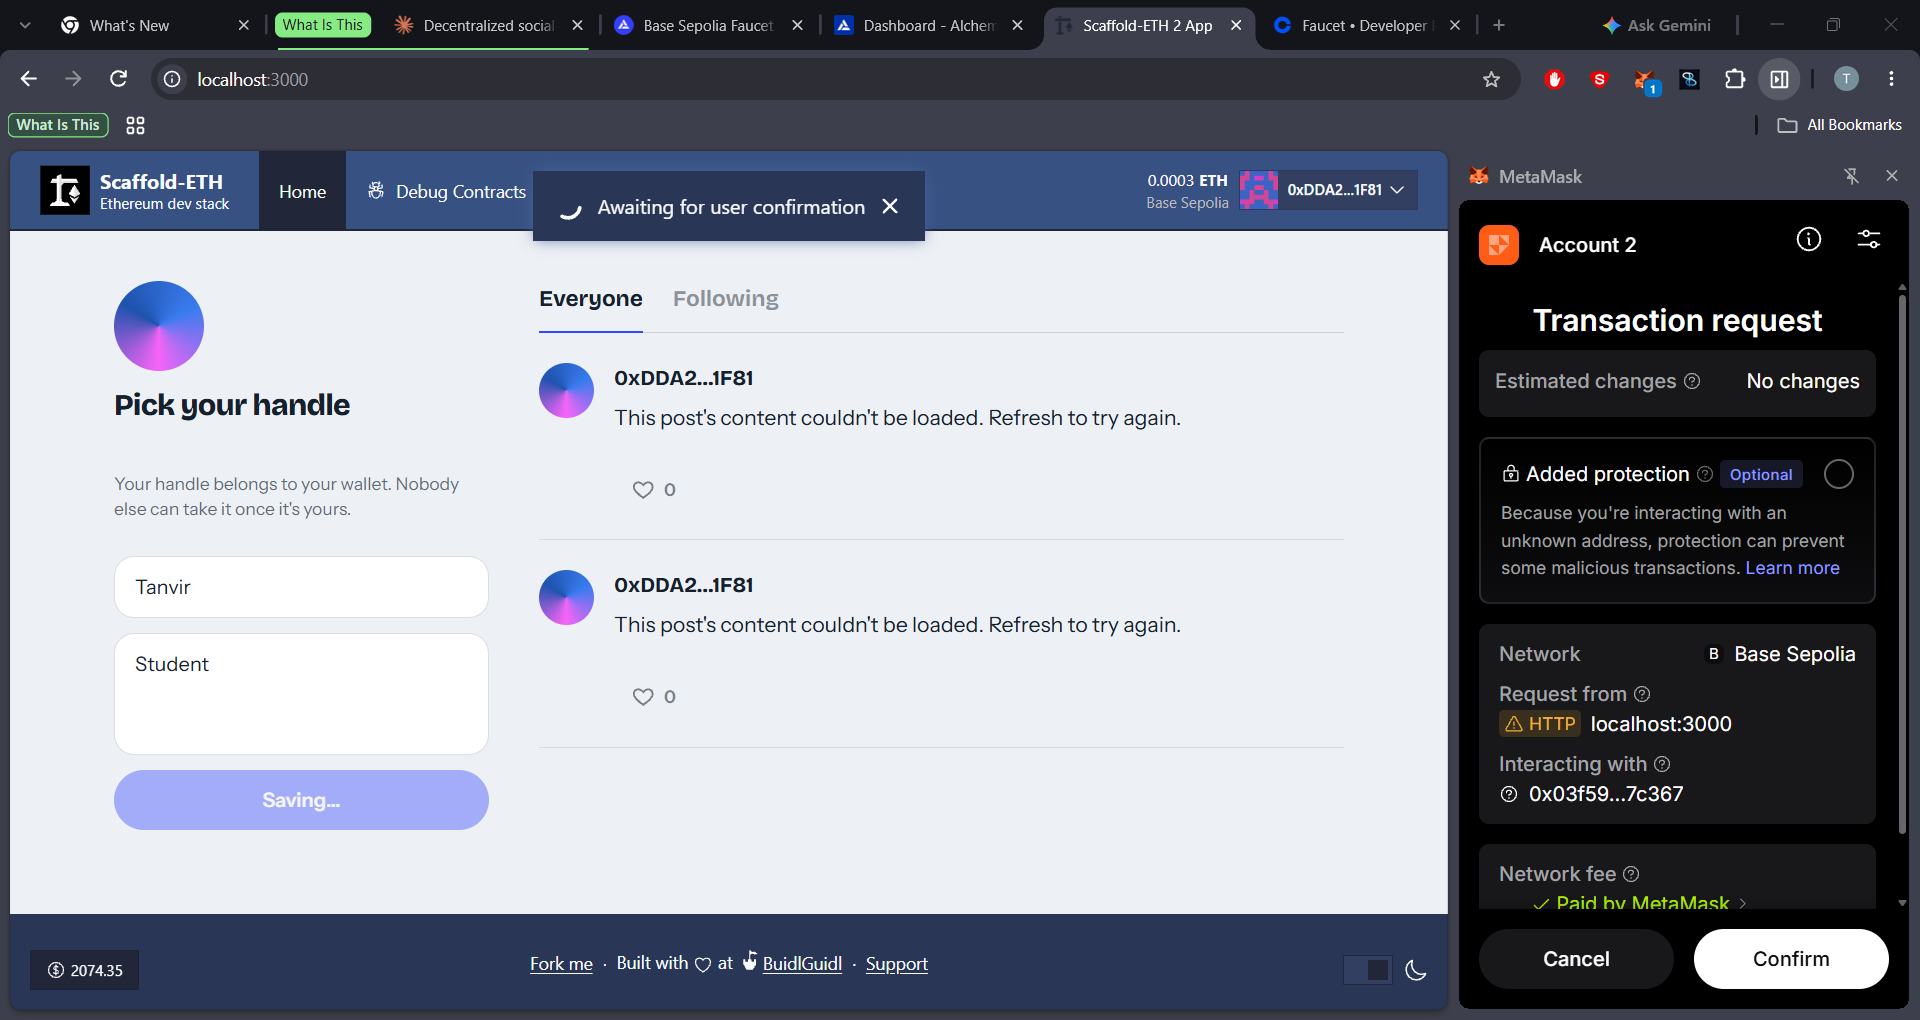 What's New
What Is This
Decentralized social
Base Sepolia Faucet
Dashboard - Alchem
Scaffold-ETH 2 App
Faucet • Developer
Ask Gemini
localhost:3000
S
1
T
What Is This
All Bookmarks
Scaffold-ETH
Ethereum dev stack
Home
Debug Contracts
Awaiting for user confirmation
0.0003 ETH
Base Sepolia
0xDDA2...1F81
Pick your handle
Your handle belongs to your wallet. Nobody
else can take it once it's yours.
Tanvir
Student
Saving...
Everyone
Following
0xDDA2...1F81
This post's content couldn't be loaded. Refresh to try again.
0
0xDDA2...1F81
This post's content couldn't be loaded. Refresh to try again.
0
2074.35
Fork me · Built with ♡ at BuidlGuidl · Support
MetaMask
Account 2
Transaction request
Estimated changes No changes
Added protection Optional
Because you're interacting with an
unknown address, protection can prevent
some malicious transactions. Learn more
Network B Base Sepolia
Request from
HTTP localhost:3000
Interacting with
0x03f59...7c367
Network fee
Paid by MetaMask
Cancel
Confirm